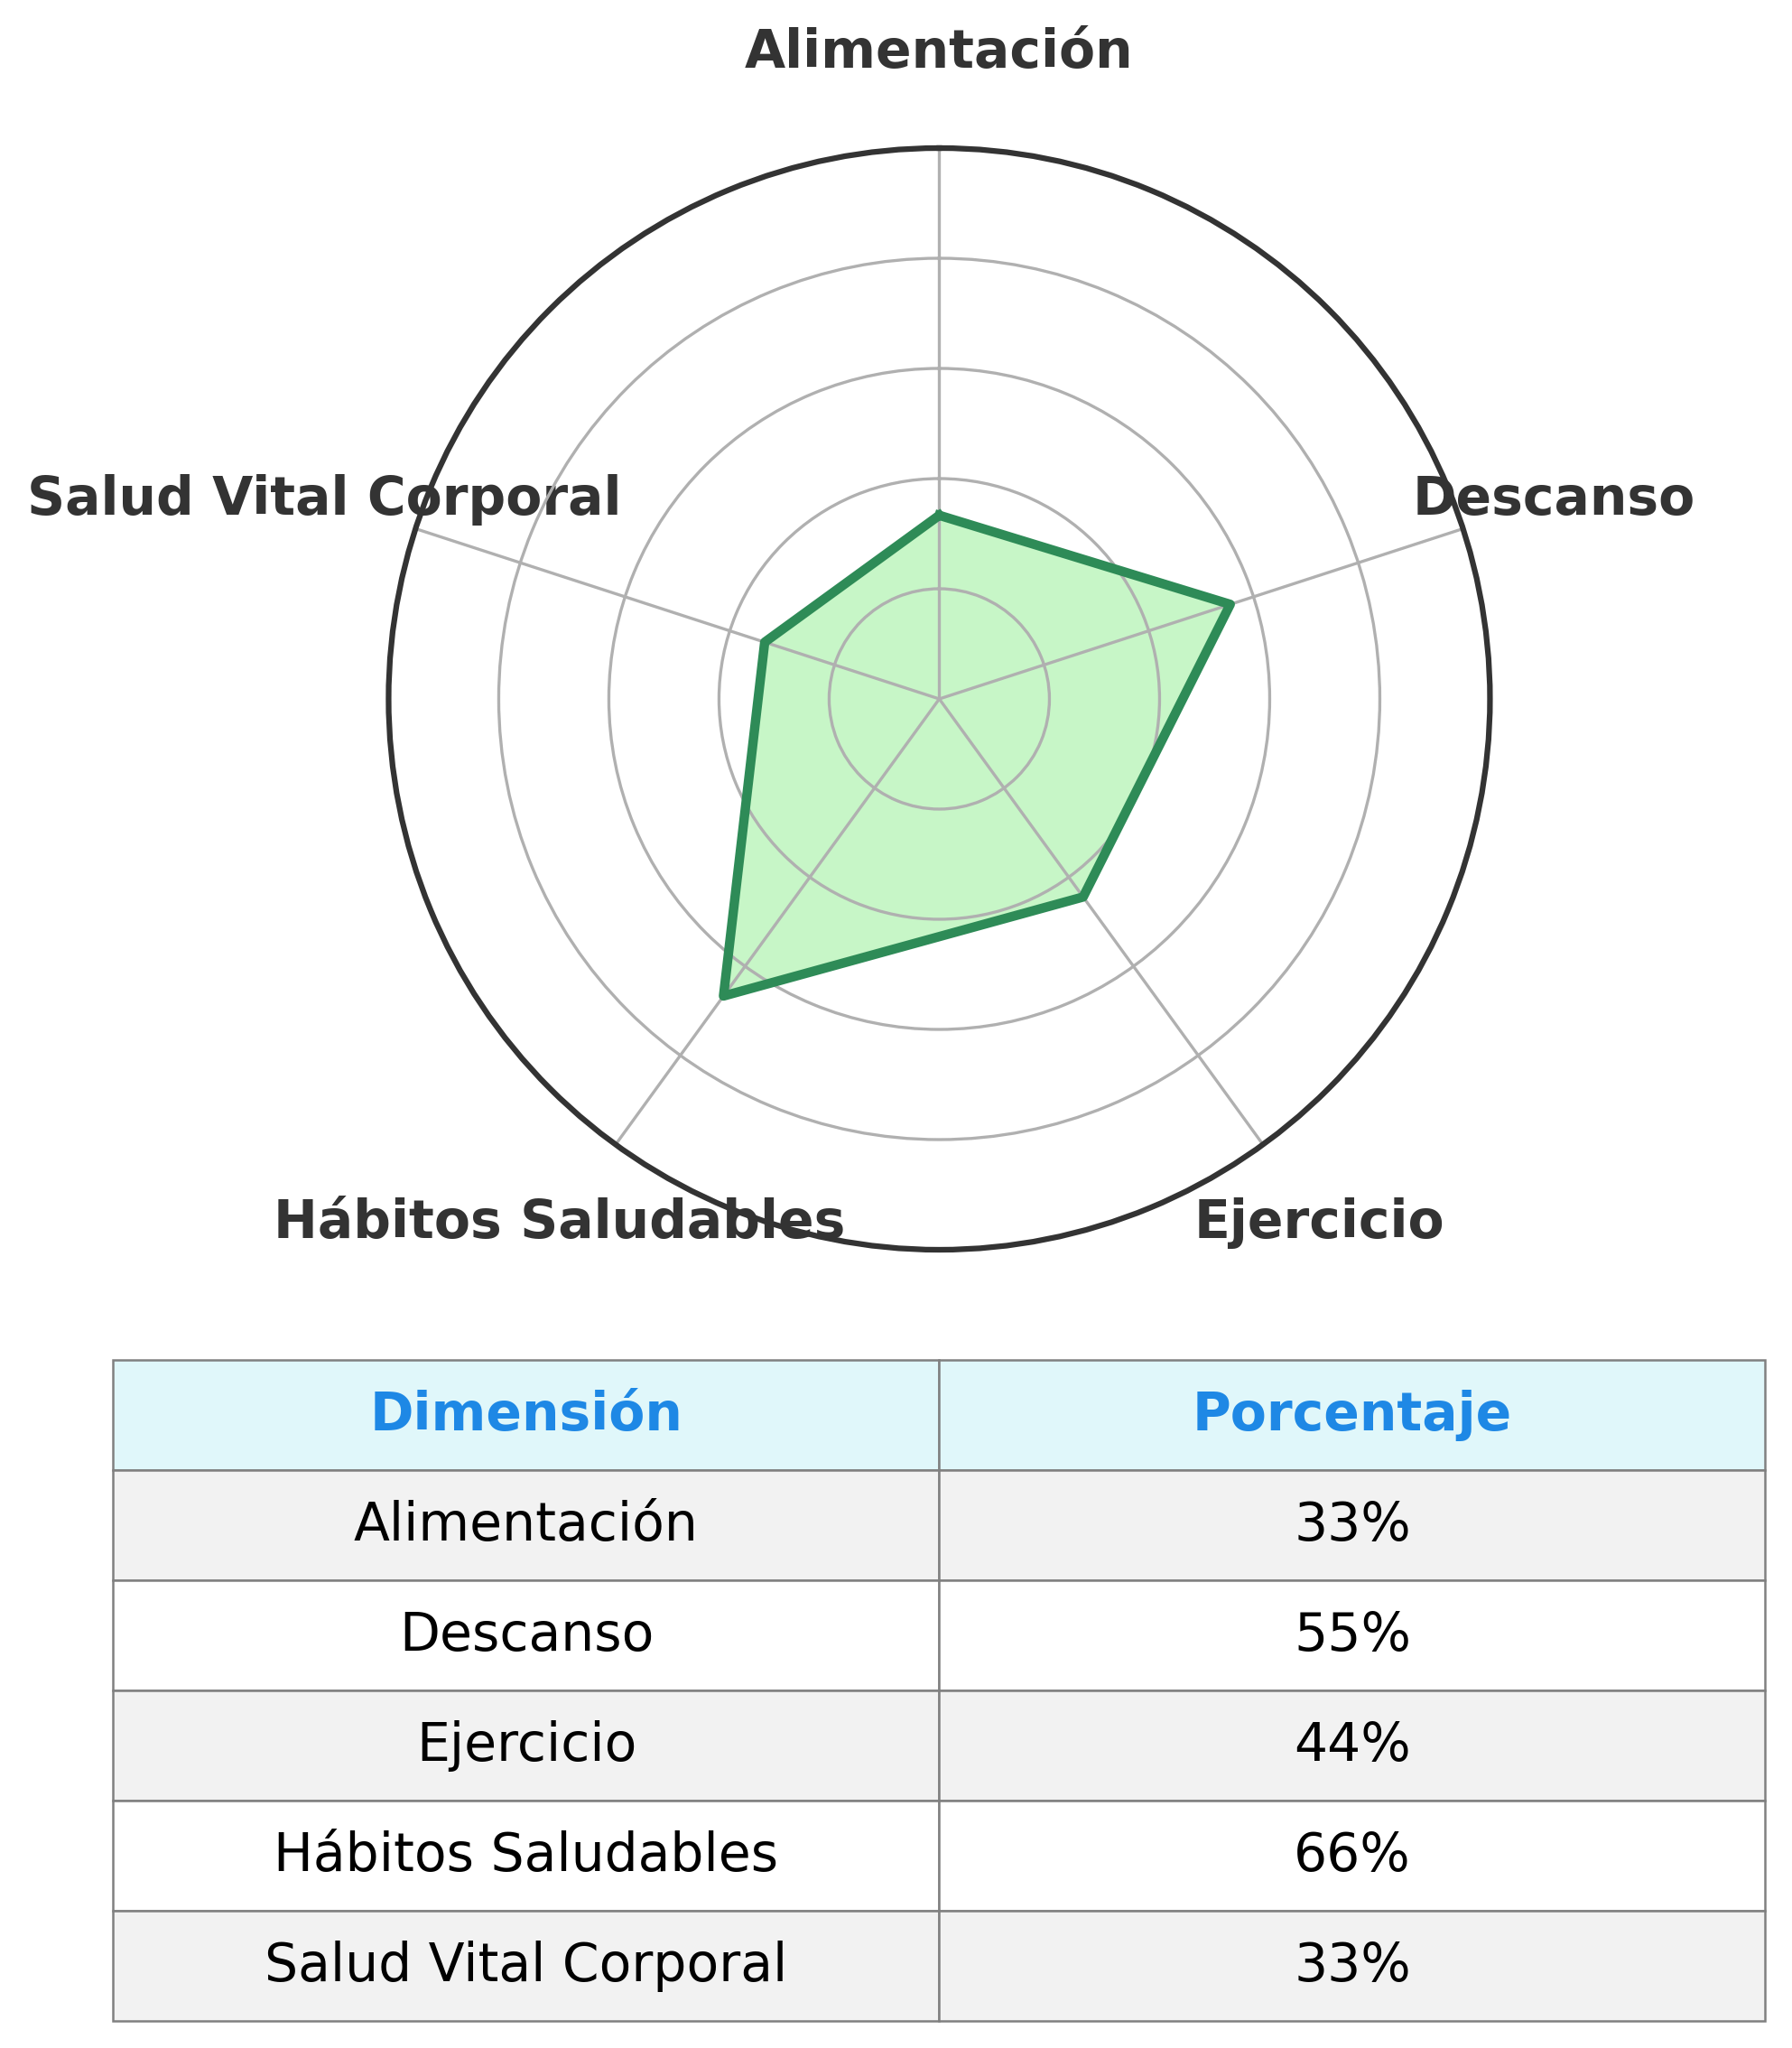 Alimentación
Salud Vital Corporal
Descanso
Hábitos Saludables
Ejercicio
Dimensión Porcentaje
Alimentación 33%
Descanso 55%
Ejercicio 44%
Hábitos Saludables 66%
Salud Vital Corporal 33%